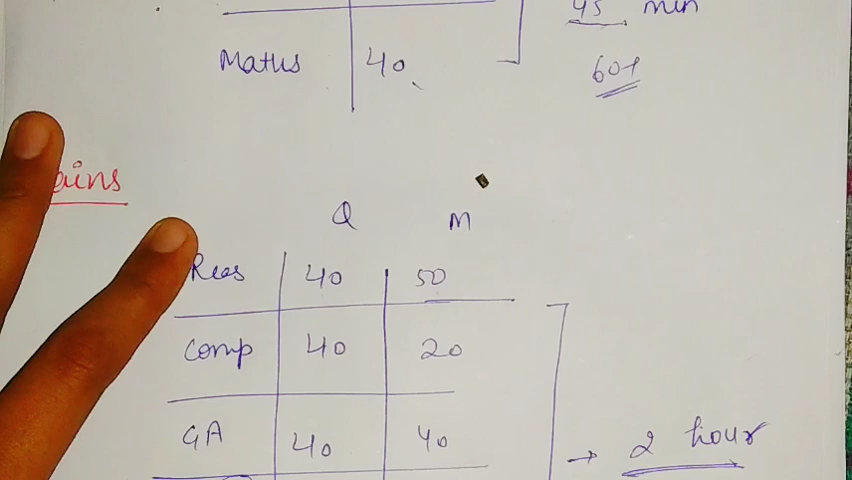 45 min
Maths 40
60+
ains
Q M
Reas 40 50
Comp 40 20
GA 40 40
→ 2 hour